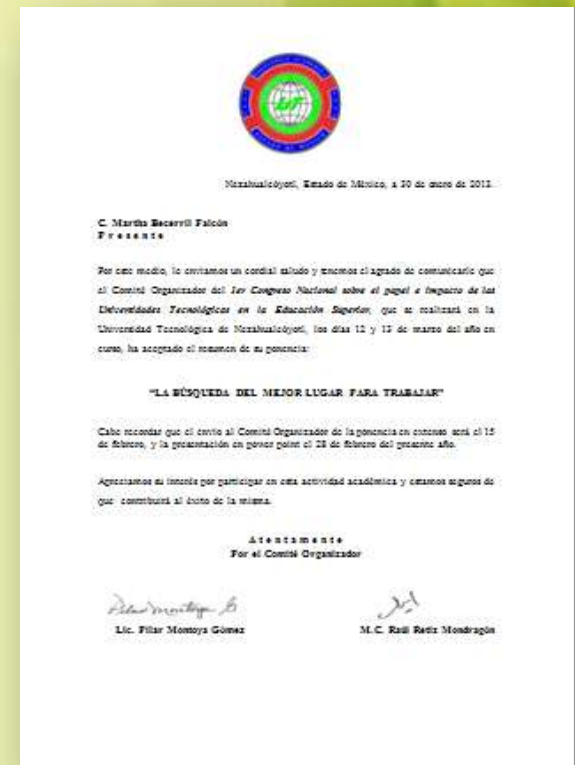 Nezahualcóyotl, Estado de México, a 30 de enero de 2013.
C. Martha Becerril Falcón
P r e s e n t e
Por este medio, le enviamos un cordial saludo y tenemos el agrado de comunicarle que
el Comité Organizador del 1er Congreso Nacional sobre el papel e impacto de las
Universidades Tecnológicas en la Educación Superior, que se realizará en la
Universidad Tecnológica de Nezahualcóyotl, los días 12 y 13 de marzo del año en
curso, ha aceptado el resumen de su ponencia:
“LA BÚSQUEDA DEL MEJOR LUGAR PARA TRABAJAR”
Cabe recordar que el envío al Comité Organizador de la ponencia en extenso será el 15
de febrero, y la presentación en power point el 28 de febrero del presente año.
Apreciamos su interés por participar en esta actividad académica y estamos seguros de
que contribuirá al éxito de la misma.
A t e n t a m e n t e
Por el Comité Organizador
Pilar Montoya G
Lic. Pilar Montoya Gómez
M.C. Raúl Retiz Mondragón